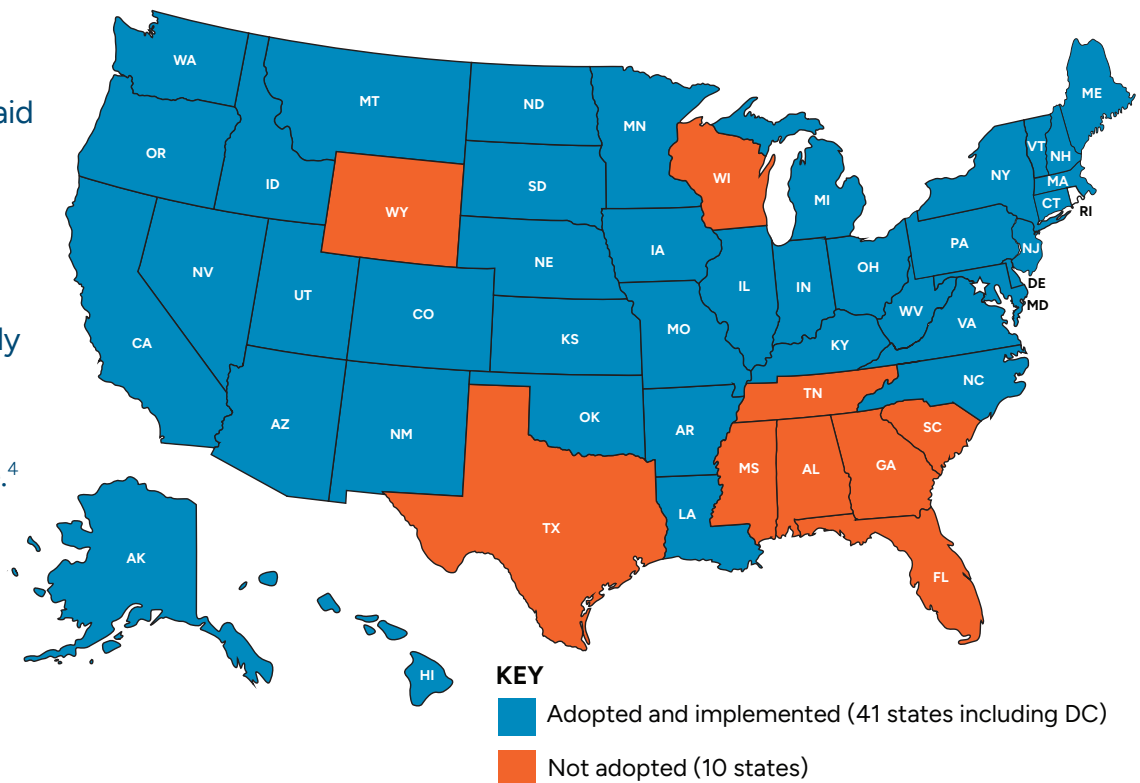 aid
ly
.4
WA
MT
ND
MN
ME
OR
ID
SD
WI
MI
NY
VT
NH
MA
CT
RI
WY
NV
UT
CO
NE
IA
IL
IN
OH
PA
NJ
DE
MD
CA
KS
MO
WV
VA
KY
NC
AZ
NM
OK
AR
TN
SC
MS
AL
GA
LA
TX
FL
AK
HI
KEY
Adopted and implemented (41 states including DC)
Not adopted (10 states)